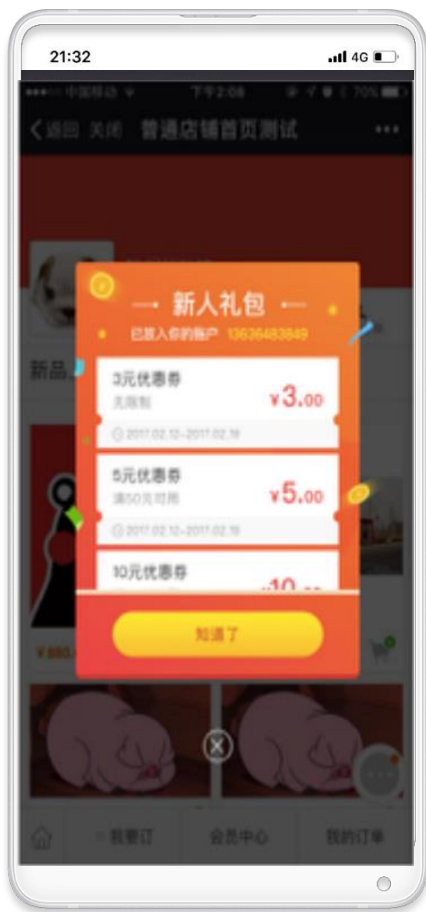 21:32
4G
中国移动
下午2:08
70%
返回 关闭 普通店铺首页测试
新人礼包
已放入你的账户 13636483849
新品
3元优惠券
¥3.00
无限制
2017.02.12-2017.02.19
5元优惠券
¥5.00
满50元可用
2017.02.12-2017.02.19
10元优惠券
知道了
¥880.
我要订
会员中心
我的订单